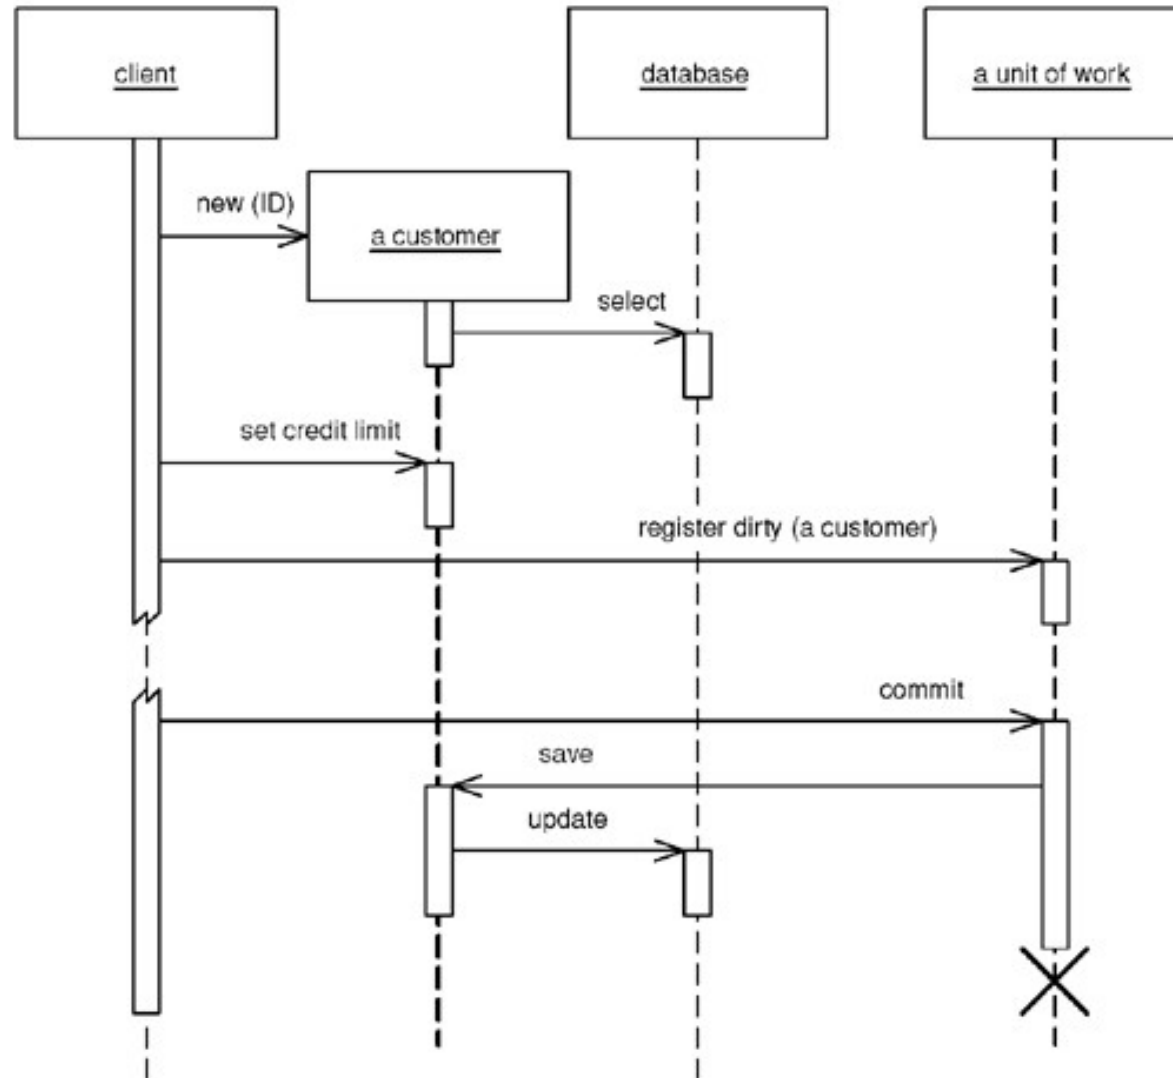 client
database
a unit of work
new (ID)
a customer
select
set credit limit
register dirty (a customer)
commit
save
update